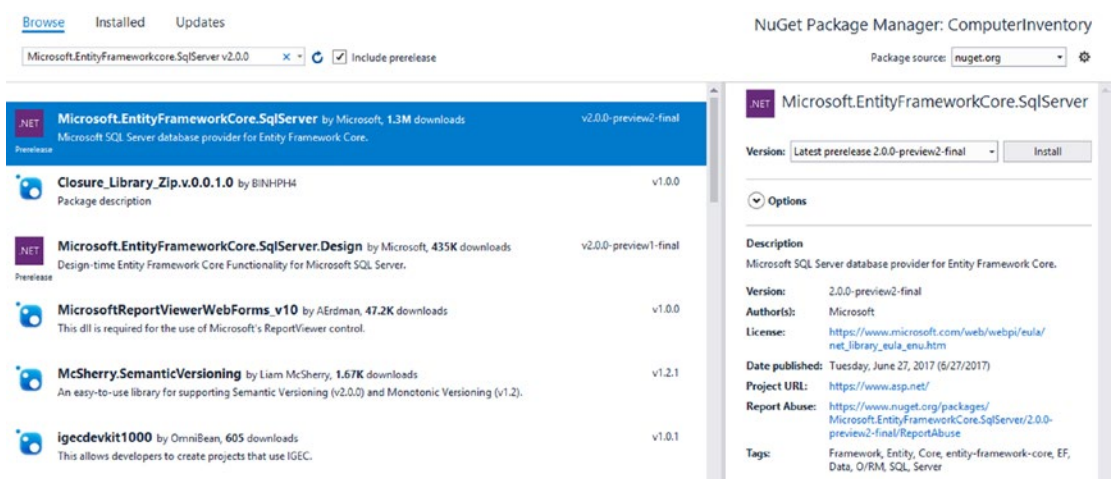 Browse Installed Updates
NuGet Package Manager: ComputerInventory
Microsoft.EntityFrameworkcore.SqlServer v2.0.0
Include prerelease
Package source: nuget.org
.NET
Prerelease
Microsoft.EntityFrameworkCore.SqlServer by Microsoft, 1.3M downloads
v2.0.0-preview2-final
Microsoft SQL Server database provider for Entity Framework Core.
Closure_Library_Zip.v.0.0.1.0 by BINHPH4
v1.0.0
Package description
.NET
Prerelease
Microsoft.EntityFrameworkCore.SqlServer.Design by Microsoft, 435K downloads
v2.0.0-preview1-final
Design-time Entity Framework Core Functionality for Microsoft SQL Server.
MicrosoftReportViewerWebForms_v10 by AErdman, 47.2K downloads
v1.0.0
This dll is required for the use of Microsoft's ReportViewer control.
McSherry.SemanticVersioning by Liam McSherry, 1.67K downloads
v1.2.1
An easy-to-use library for supporting Semantic Versioning (v2.0.0) and Monotonic Versioning (v1.2).
igecdevkit1000 by OmniBean, 605 downloads
v1.0.1
This allows developers to create projects that use IGEC.
.NET Microsoft.EntityFrameworkCore.SqlServer
Version: Latest prerelease 2.0.0-preview2-final Install
Options
Description
Microsoft SQL Server database provider for Entity Framework Core.
Version: 2.0.0-preview2-final
Author(s): Microsoft
License: https://www.microsoft.com/web/webpi/eula/
net_library_eula_enu.htm
Date published: Tuesday, June 27, 2017 (6/27/2017)
Project URL: https://www.asp.net/
Report Abuse: https://www.nuget.org/packages/
Microsoft.EntityFrameworkCore.SqlServer/2.0.0-
preview2-final/ReportAbuse
Tags: Framework, Entity, Core, entity-framework-core, EF,
Data, O/RM, SQL, Server